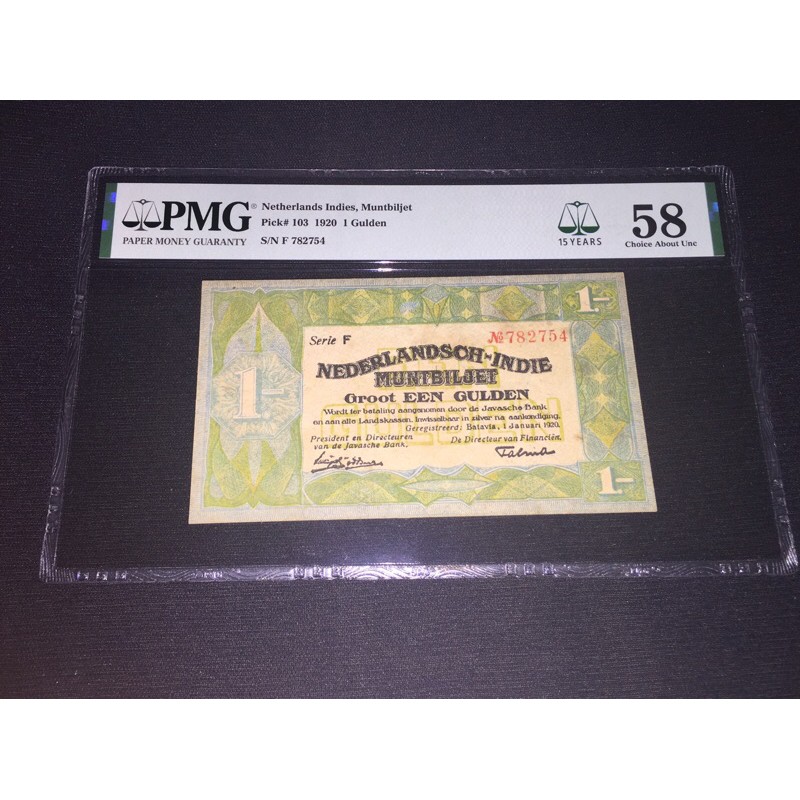 PMG®
PAPER MONEY GUARANTY
Netherlands Indies, Muntbiljet
Pick# 103 1920 1 Gulden
S/N F 782754
15 YEARS
58
Choice About Unc
1-
1-
Serie F
№782754
NEDERLANDSCH-INDIE
MUNTBILJET
Groot EEN GULDEN
Wordt ter betaling aangenomen door de Javasche Bank
en aan alle Landskassen. Inwisselbaar in zilver na aankondiging.
Geregistreerd: Batavia, 1 Januari 1920.
President en Directeuren
van de Javasche Bank.
De Directeur van Financiën.
1-